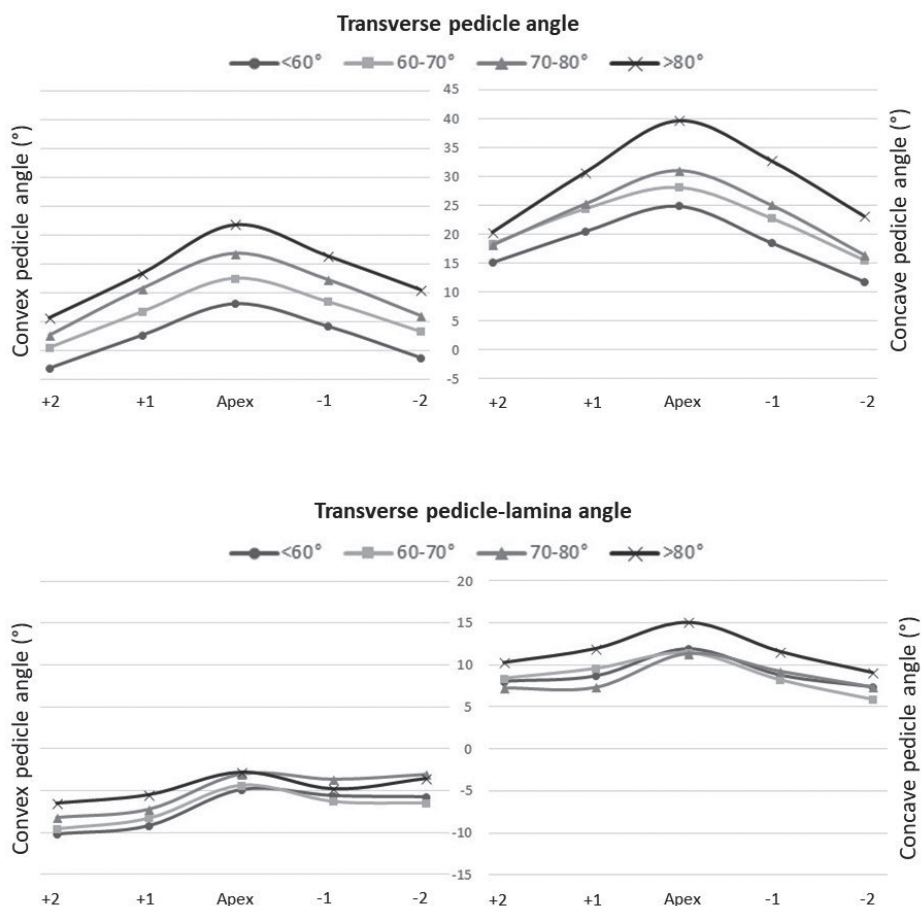 Transverse pedicle angle
<60° 60-70° 70-80° >80°
Convex pedicle angle (°)
45
40
35
30
25
20
15
10
5
0
-5
Concave pedicle angle (°)
+2 +1 Apex -1 -2
+2 +1 Apex -1 -2
Transverse pedicle-lamina angle
<60° 60-70° 70-80° >80°
Convex pedicle angle (°)
20
15
10
5
0
-5
-10
-15
Concave pedicle angle (°)
+2 +1 Apex -1 -2
+2 +1 Apex -1 -2